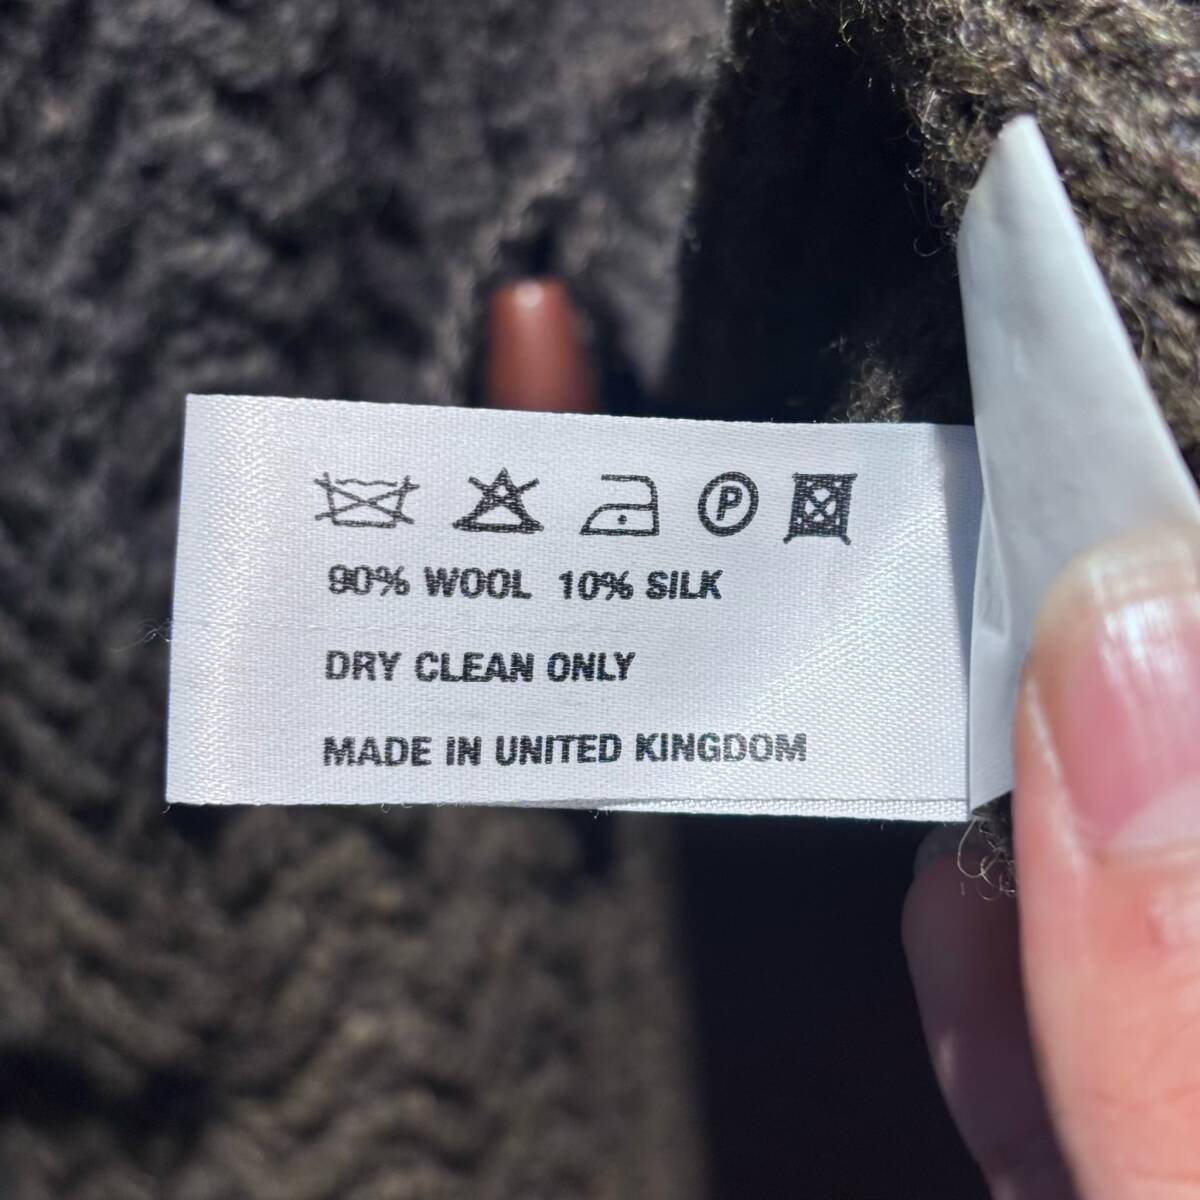 P
90% WOOL 10% SILK
DRY CLEAN ONLY
MADE IN UNITED KINGDOM